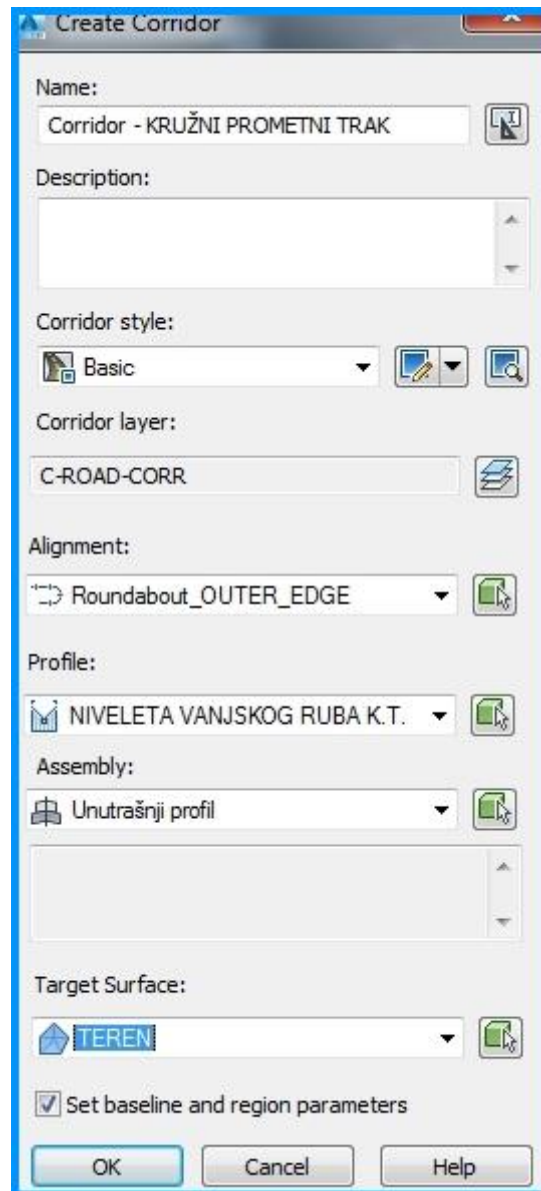 Create Corridor
Name:
Corridor - KRUŽNI PROMETNI TRAK
Description:
Corridor style:
Basic
Corridor layer:
C-ROAD-CORR
Alignment:
Roundabout_OUTER_EDGE
Profile:
NIVELETA VANJSKOG RUBA K.T.
Assembly:
Unutrašnji profil
Target Surface:
TEREN
Set baseline and region parameters
OK Cancel Help